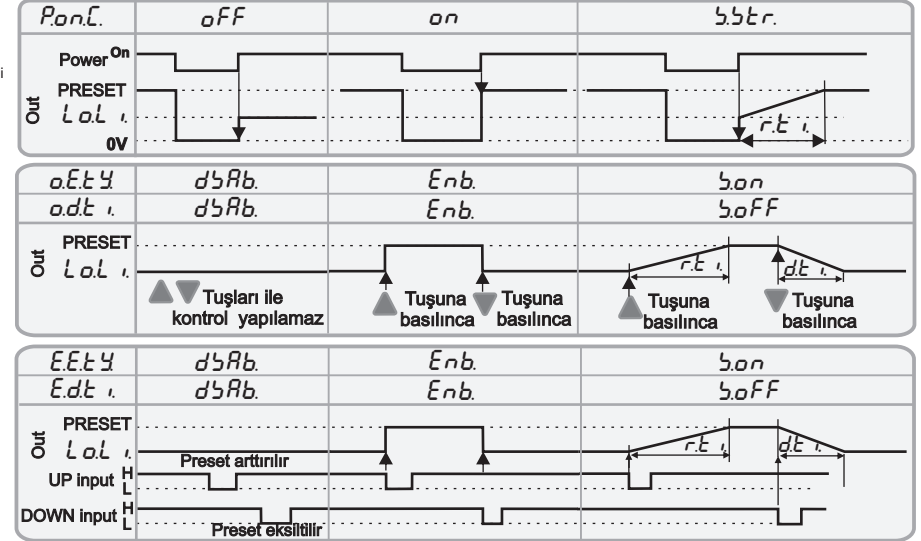 P.on.C. oFF on S.Str.
i
Power On
PRESET
Out
Lo.L i.
r.t i.
0V
o.E.tY. dSAb. Enb. S.on
o.d.t i. dSAb. Enb. S.oFF
PRESET
Out
Lo.L i.
r.t i. d.t i.
Tuşları ile
kontrol yapılamaz
Tuşuna
basılınca
Tuşuna
basılınca
Tuşuna
basılınca
Tuşuna
basılınca
E.E.tY. dSAb. Enb. S.on
E.d.t i. dSAb. Enb. S.oFF
PRESET
Out
Lo.L i.
r.t i. d.t i.
Preset arttırılır
UP input H
L
DOWN input H
L
Preset eksiltilir